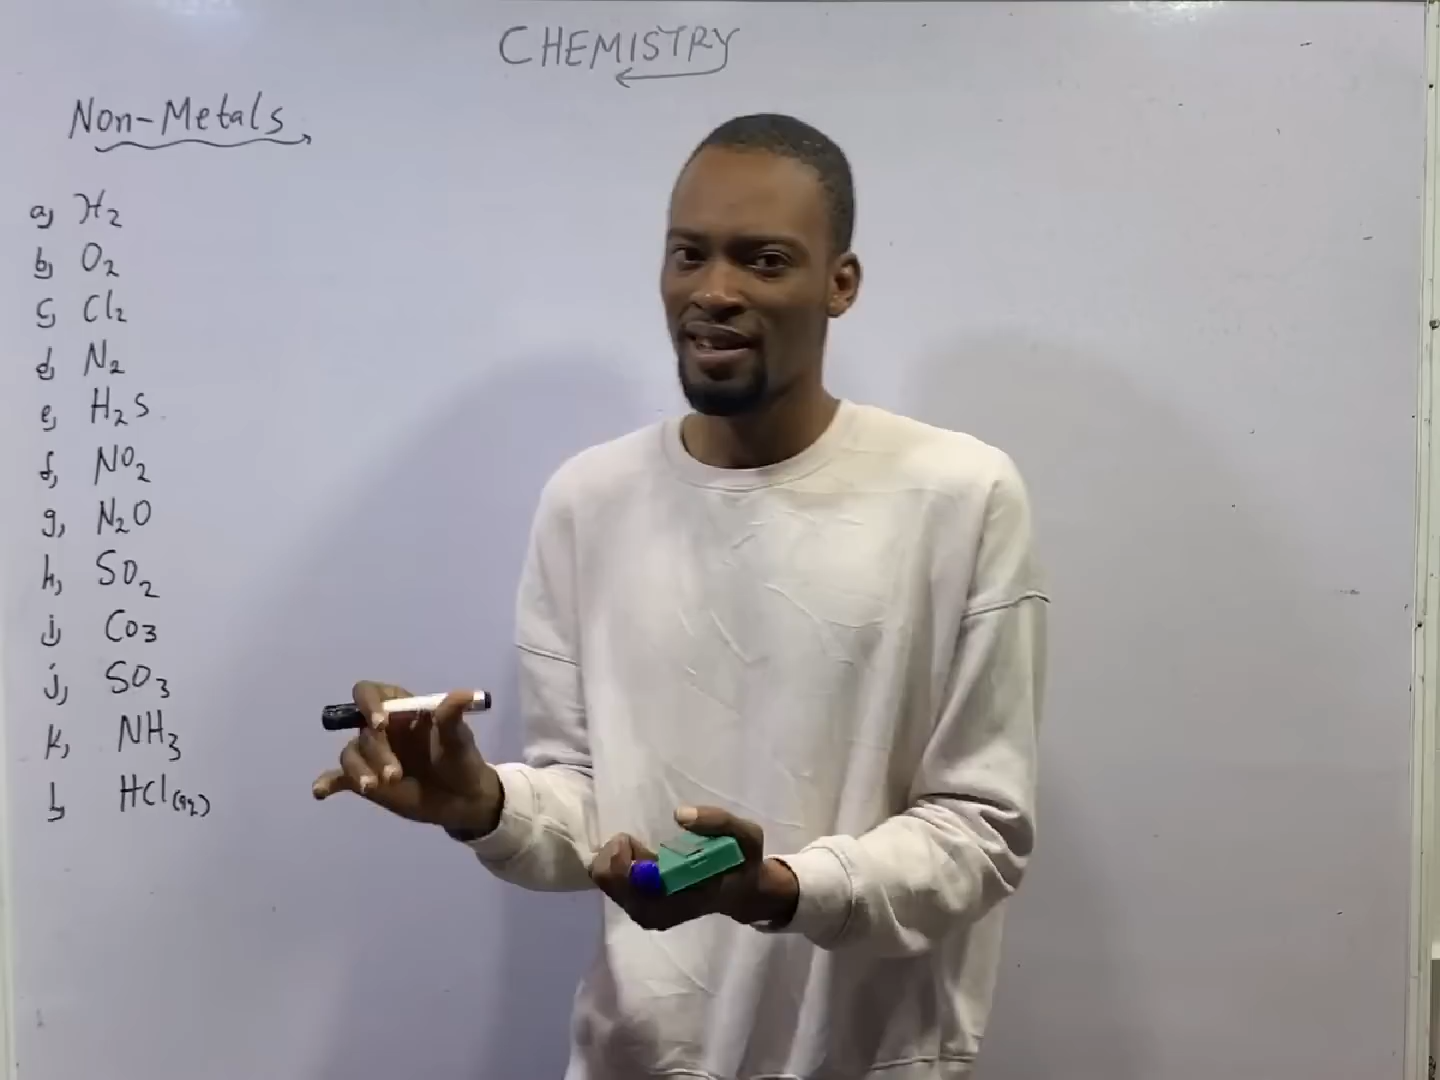 CHEMISTRY
Non-Metals
a, H2
b, O2
c, Cl2
d, N2
e, H2S
f, NO2
g, N2O
h, SO2
i, CO3
j, SO3
k, NH3
l, HCl(aq)